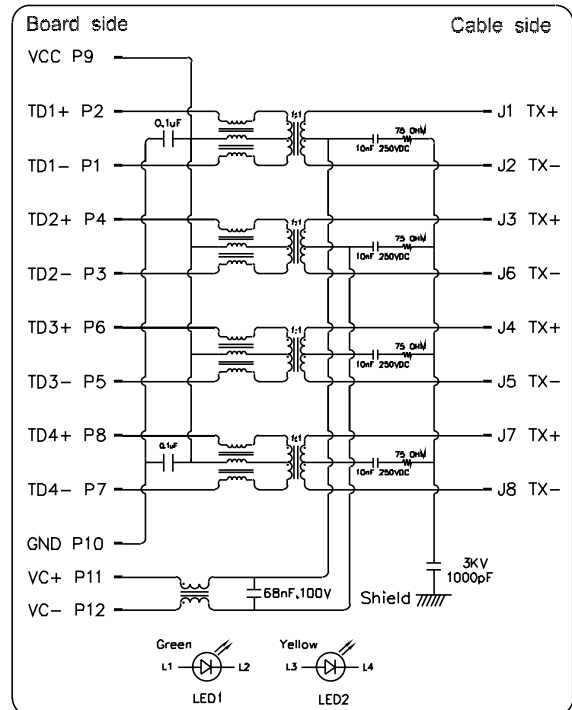 Board side Cable side
VCC P9
TD1+ P2 J1 TX+
0.1uF 1:1 75 OHM
10nF 250VDC
TD1- P1 J2 TX-
TD2+ P4 J3 TX+
1:1 75 OHM
10nF 250VDC
TD2- P3 J6 TX-
TD3+ P6 J4 TX+
1:1 75 OHM
10nF 250VDC
TD3- P5 J5 TX-
TD4+ P8 J7 TX+
0.1uF 1:1 75 OHM
10nF 250VDC
TD4- P7 J8 TX-
GND P10
3KV
1000pF
VC+ P11
68nF,100V Shield
VC- P12
Green Yellow
L1 L2 L3 L4
LED1 LED2